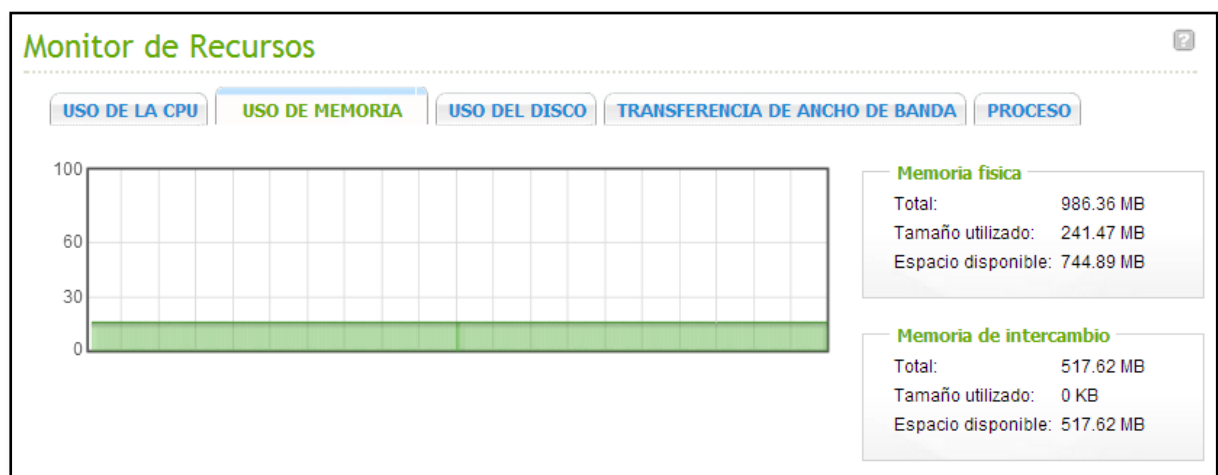 Monitor de Recursos
?
USO DE LA CPU USO DE MEMORIA USO DEL DISCO TRANSFERENCIA DE ANCHO DE BANDA PROCESO
100
60
30
0
Memoria fisica
Total: 986.36 MB
Tamaño utilizado: 241.47 MB
Espacio disponible: 744.89 MB
Memoria de intercambio
Total: 517.62 MB
Tamaño utilizado: 0 KB
Espacio disponible: 517.62 MB